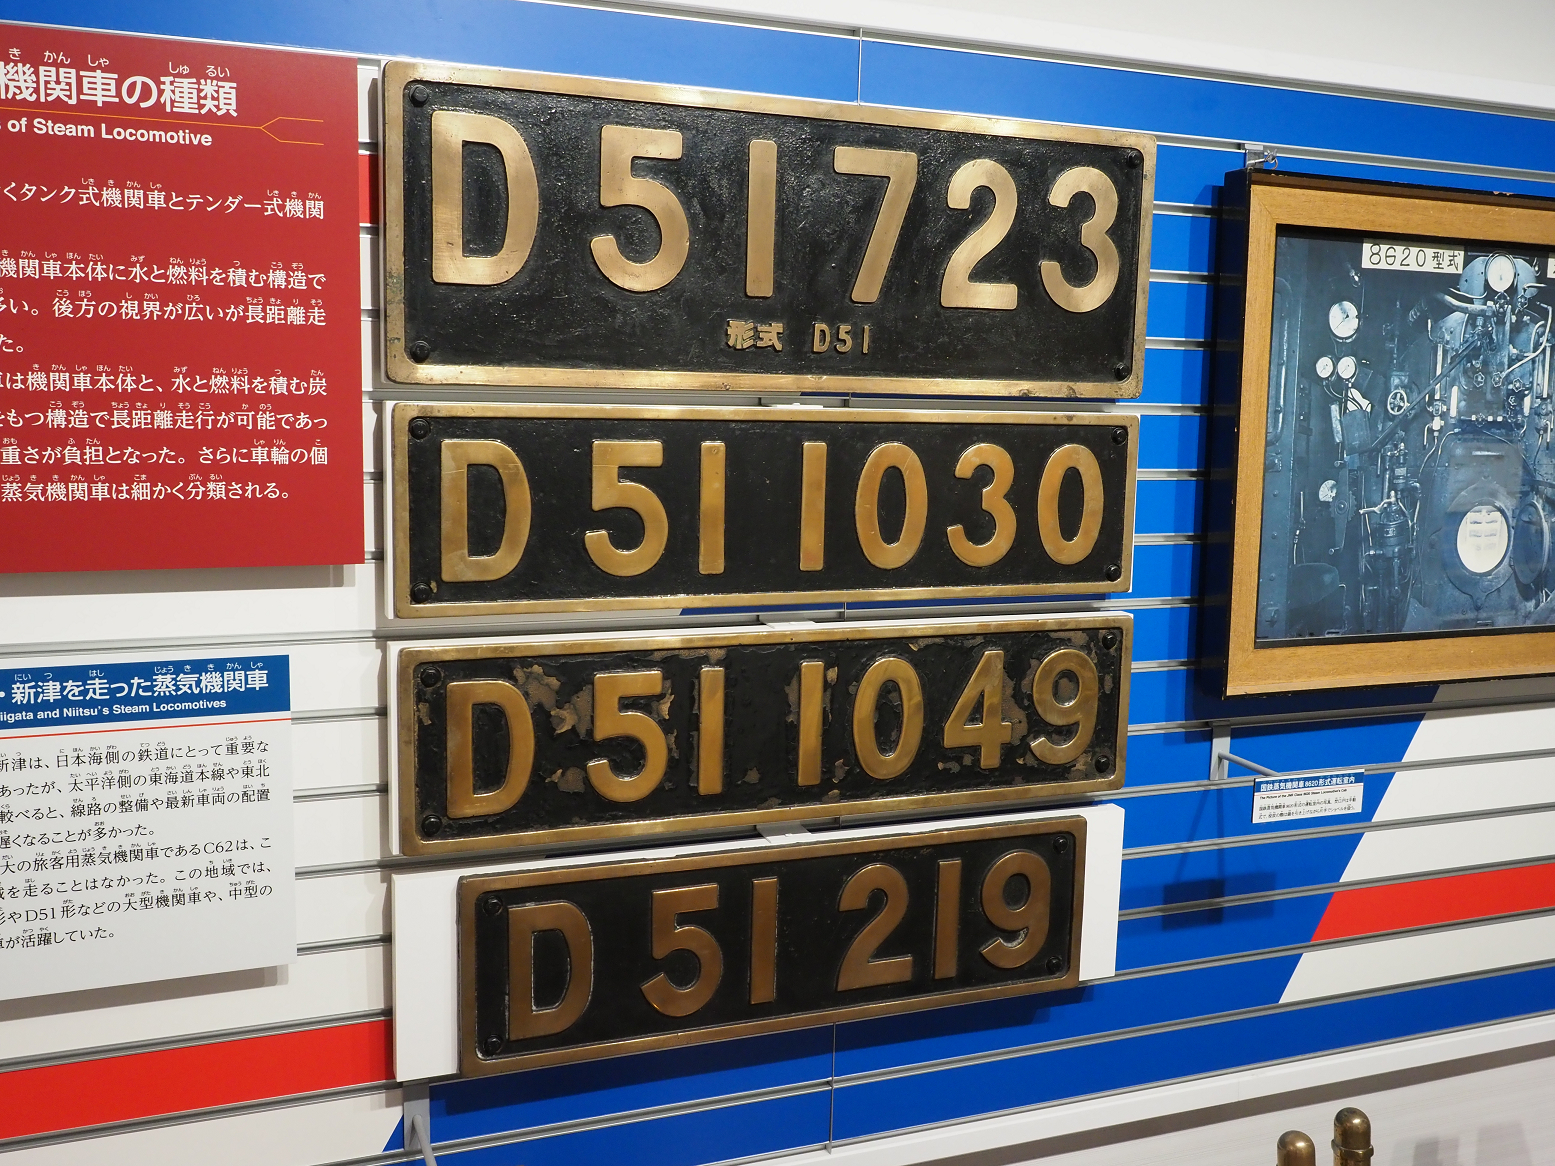 機関車の種類
of Steam Locomotive
くタンク式機関車とテンダー式機関
機関車本体に水と燃料を積む構造で
多い。後方の視界が広いが長距離走
た。
は機関車本体と、水と燃料を積む炭
をもつ構造で長距離走行が可能であっ
重さが負担となった。さらに車輪の個
蒸気機関車は細かく分類される。
・新津を走った蒸気機関車
iigata and Niitsu's Steam Locomotives
新津は、日本海側の鉄道にとって重要な
あったが、太平洋側の東海道本線や東北
較べると、線路の整備や最新車両の配置
遅くなることが多かった。
大の旅客用蒸気機関車であるC62は、こ
を走ることはなかった。この地域では、
形やD51形などの大型機関車や、中型の
が活躍していた。
D51723
形式 D51
D51 1030
D51 1049
D51 219
8620型式
国鉄蒸気機関車8620形式運転室内